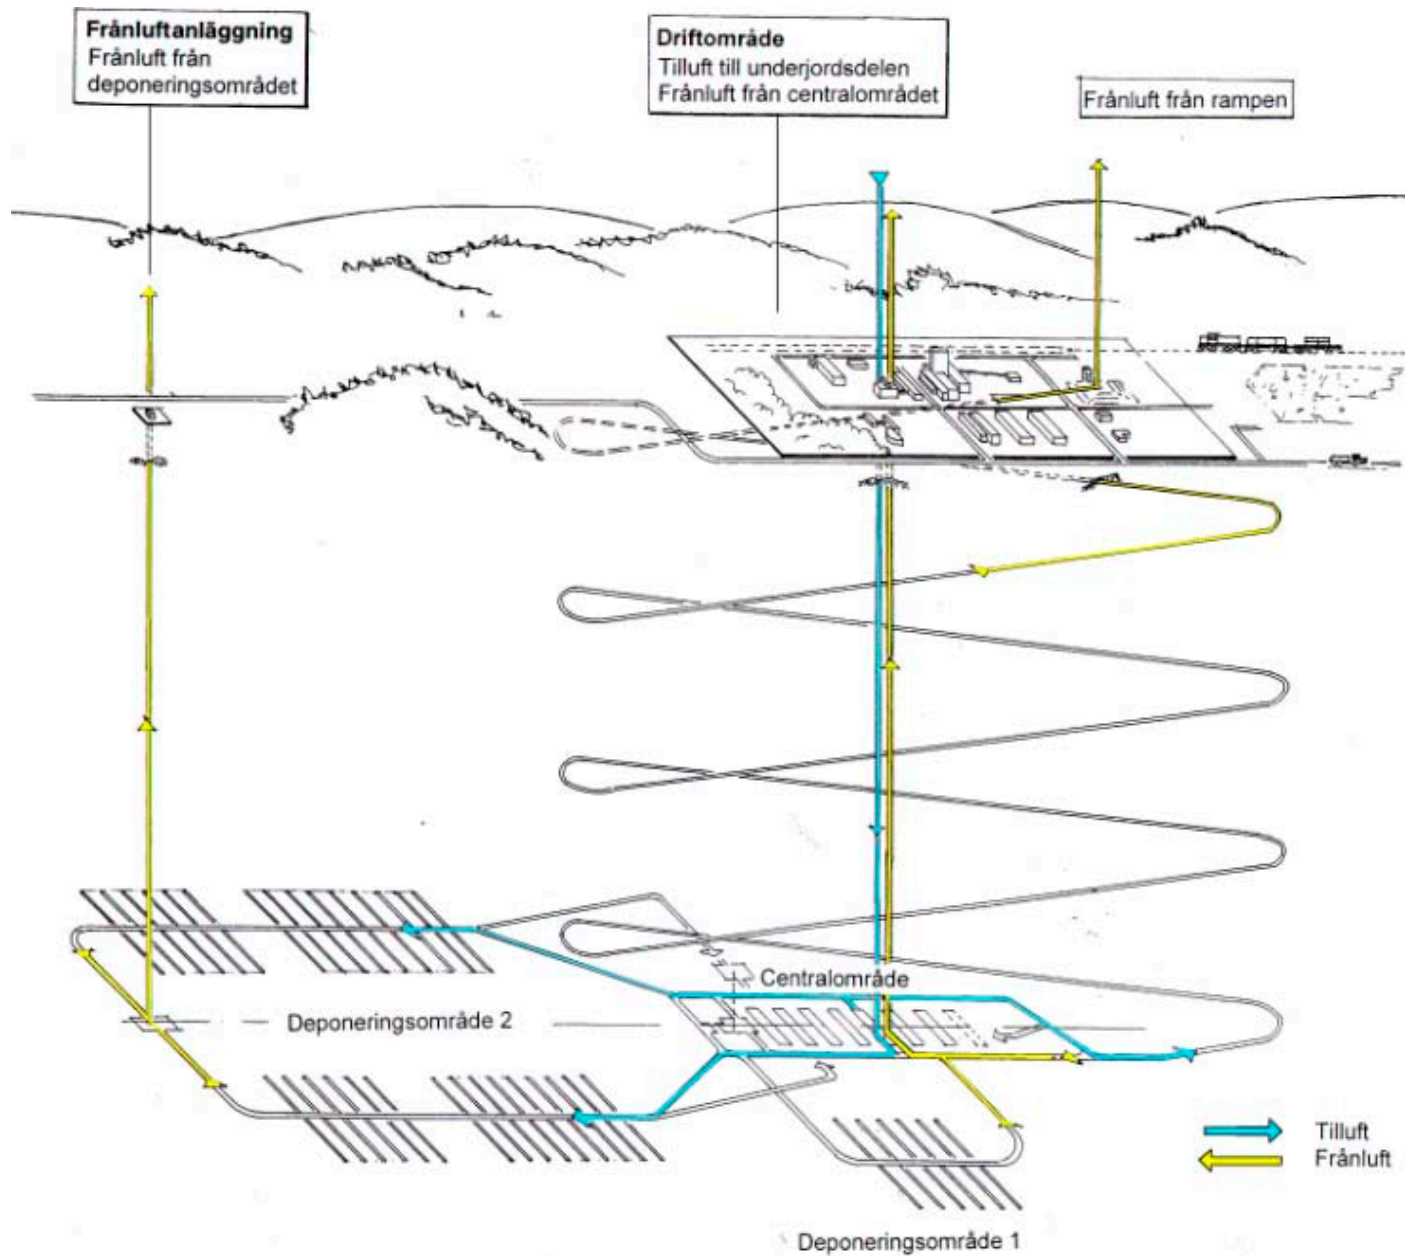 Frånluftanläggning
Frånluft från
deponeringsområdet
Driftområde
Tilluft till underjordsdelen
Frånluft från centralområdet
Frånluft från rampen
Centralområde
Deponeringsområde 2
Tilluft
Frånluft
Deponeringsområde 1